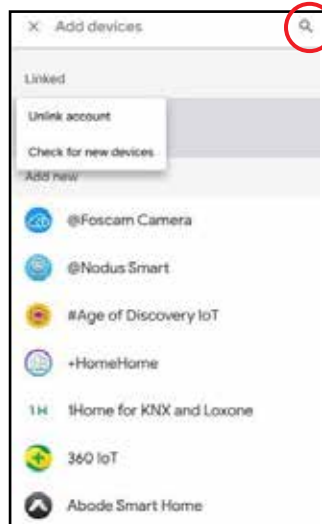 × Add devices
Linked
Unlink account
Check for new devices
Add new
@Foscam Camera
@Nodus Smart
#Age of Discovery IoT
+HomeHome
1H 1Home for KNX and Loxone
360 IoT
Abode Smart Home